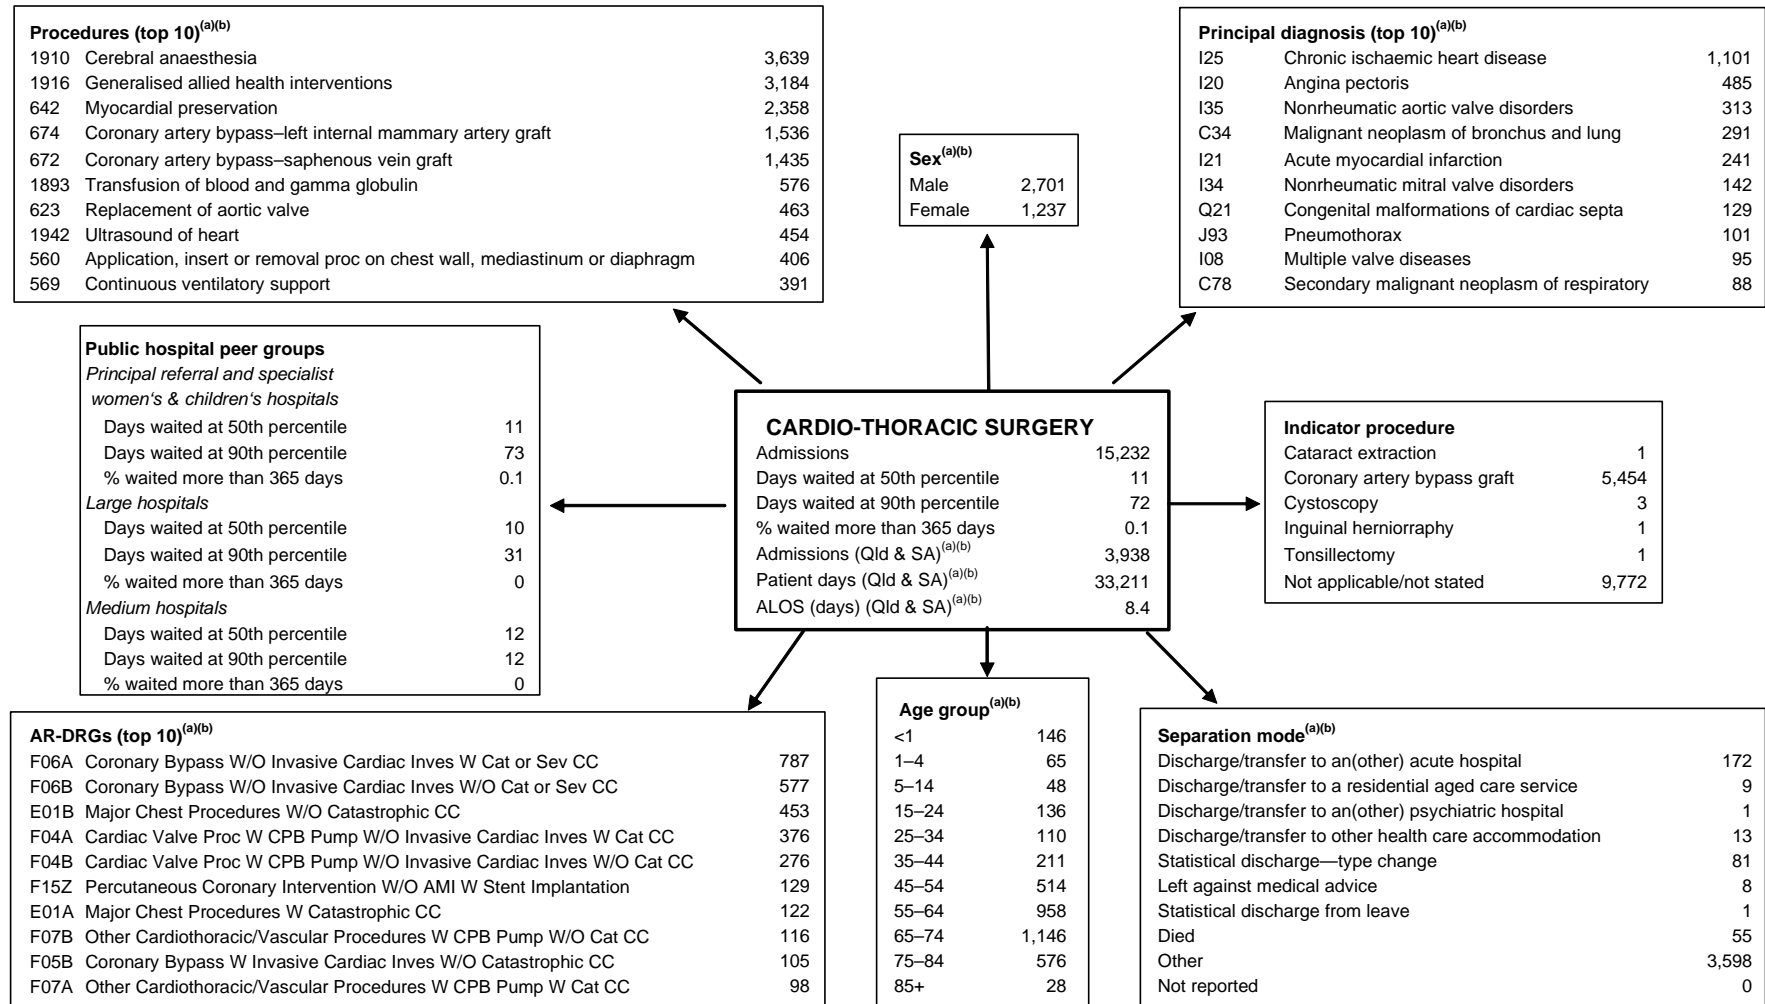 Procedures (top 10)(a)(b)
1910 Cerebral anaesthesia 3,639
1916 Generalised allied health interventions 3,184
642 Myocardial preservation 2,358
674 Coronary artery bypass–left internal mammary artery graft 1,536
672 Coronary artery bypass–saphenous vein graft 1,435
1893 Transfusion of blood and gamma globulin 576
623 Replacement of aortic valve 463
1942 Ultrasound of heart 454
560 Application, insert or removal proc on chest wall, mediastinum or diaphragm 406
569 Continuous ventilatory support 391
Sex(a)(b)
Male 2,701
Female 1,237
Principal diagnosis (top 10)(a)(b)
I25 Chronic ischaemic heart disease 1,101
I20 Angina pectoris 485
I35 Nonrheumatic aortic valve disorders 313
C34 Malignant neoplasm of bronchus and lung 291
I21 Acute myocardial infarction 241
I34 Nonrheumatic mitral valve disorders 142
Q21 Congenital malformations of cardiac septa 129
J93 Pneumothorax 101
I08 Multiple valve diseases 95
C78 Secondary malignant neoplasm of respiratory 88
Public hospital peer groups
Principal referral and specialist
women's & children's hospitals
Days waited at 50th percentile 11
Days waited at 90th percentile 73
% waited more than 365 days 0.1
Large hospitals
Days waited at 50th percentile 10
Days waited at 90th percentile 31
% waited more than 365 days 0
Medium hospitals
Days waited at 50th percentile 12
Days waited at 90th percentile 12
% waited more than 365 days 0
CARDIO-THORACIC SURGERY
Admissions 15,232
Days waited at 50th percentile 11
Days waited at 90th percentile 72
% waited more than 365 days 0.1
Admissions (Qld & SA)(a)(b) 3,938
Patient days (Qld & SA)(a)(b) 33,211
ALOS (days) (Qld & SA)(a)(b) 8.4
Indicator procedure
Cataract extraction 1
Coronary artery bypass graft 5,454
Cystoscopy 3
Inguinal herniorraphy 1
Tonsillectomy 1
Not applicable/not stated 9,772
AR-DRGs (top 10)(a)(b)
F06A Coronary Bypass W/O Invasive Cardiac Inves W Cat or Sev CC 787
F06B Coronary Bypass W/O Invasive Cardiac Inves W/O Cat or Sev CC 577
E01B Major Chest Procedures W/O Catastrophic CC 453
F04A Cardiac Valve Proc W CPB Pump W/O Invasive Cardiac Inves W Cat CC 376
F04B Cardiac Valve Proc W CPB Pump W/O Invasive Cardiac Inves W/O Cat CC 276
F15Z Percutaneous Coronary Intervention W/O AMI W Stent Implantation 129
E01A Major Chest Procedures W Catastrophic CC 122
F07B Other Cardiothoracic/Vascular Procedures W CPB Pump W/O Cat CC 116
F05B Coronary Bypass W Invasive Cardiac Inves W/O Catastrophic CC 105
F07A Other Cardiothoracic/Vascular Procedures W CPB Pump W Cat CC 98
Age group(a)(b)
<1 146
1–4 65
5–14 48
15–24 136
25–34 110
35–44 211
45–54 514
55–64 958
65–74 1,146
75–84 576
85+ 28
Separation mode(a)(b)
Discharge/transfer to an(other) acute hospital 172
Discharge/transfer to a residential aged care service 9
Discharge/transfer to an(other) psychiatric hospital 1
Discharge/transfer to other health care accommodation 13
Statistical discharge—type change 81
Left against medical advice 8
Statistical discharge from leave 1
Died 55
Other 3,598
Not reported 0